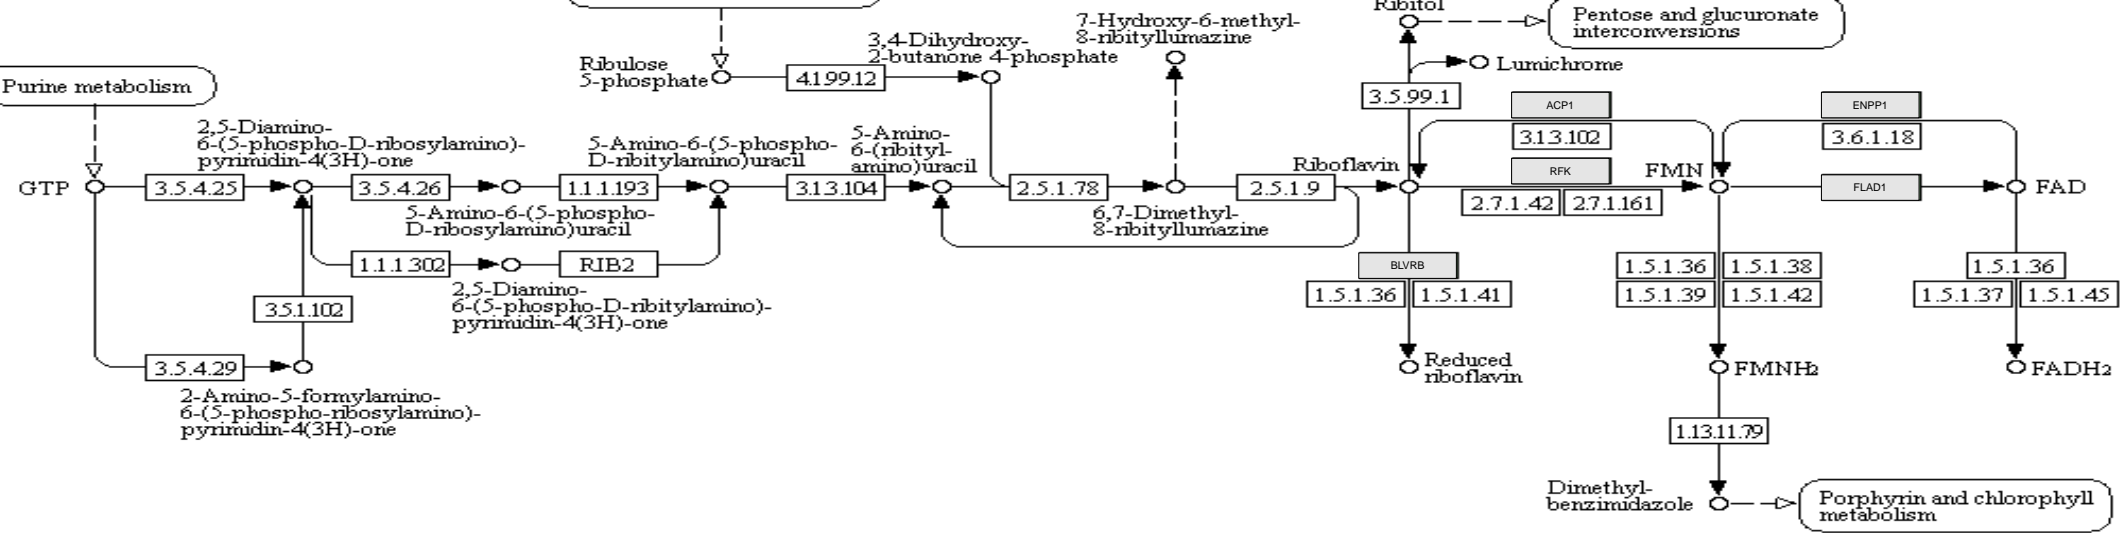 Ribitol
Pentose and glucuronate
interconversions
7-Hydroxy-6-methyl-
8-ribityllumazine
3,4-Dihydroxy-
2-butanone 4-phosphate
Ribulose
5-phosphate
4.1.99.12
Lumichrome
Purine metabolism
3.5.99.1
ACP1
ENPP1
2,5-Diamino-
6-(5-phospho-D-ribosylamino)-
pyrimidin-4(3H)-one
5-Amino-6-(5-phospho-
D-ribitylamino)uracil
5-Amino-
6-(ribityl-
amino)uracil
3.1.3.102
3.6.1.18
Riboflavin
RFK
FMN
GTP
3.5.4.25
3.5.4.26
1.1.1.193
3.1.3.104
2.5.1.78
2.5.1.9
FLAD1
FAD
2.7.1.42
2.7.1.161
5-Amino-6-(5-phospho-
D-ribosylamino)uracil
6,7-Dimethyl-
8-ribityllumazine
1.1.1.302
RIB2
BLVRB
1.5.1.36
1.5.1.38
1.5.1.36
2,5-Diamino-
6-(5-phospho-D-ribitylamino)-
pyrimidin-4(3H)-one
1.5.1.36
1.5.1.41
1.5.1.39
1.5.1.42
1.5.1.37
1.5.1.45
3.5.1.102
3.5.4.29
Reduced
riboflavin
FMNH2
FADH2
2-Amino-5-formylamino-
6-(5-phospho-ribosylamino)-
pyrimidin-4(3H)-one
1.13.11.79
Dimethyl-
benzimidazole
Porphyrin and chlorophyll
metabolism